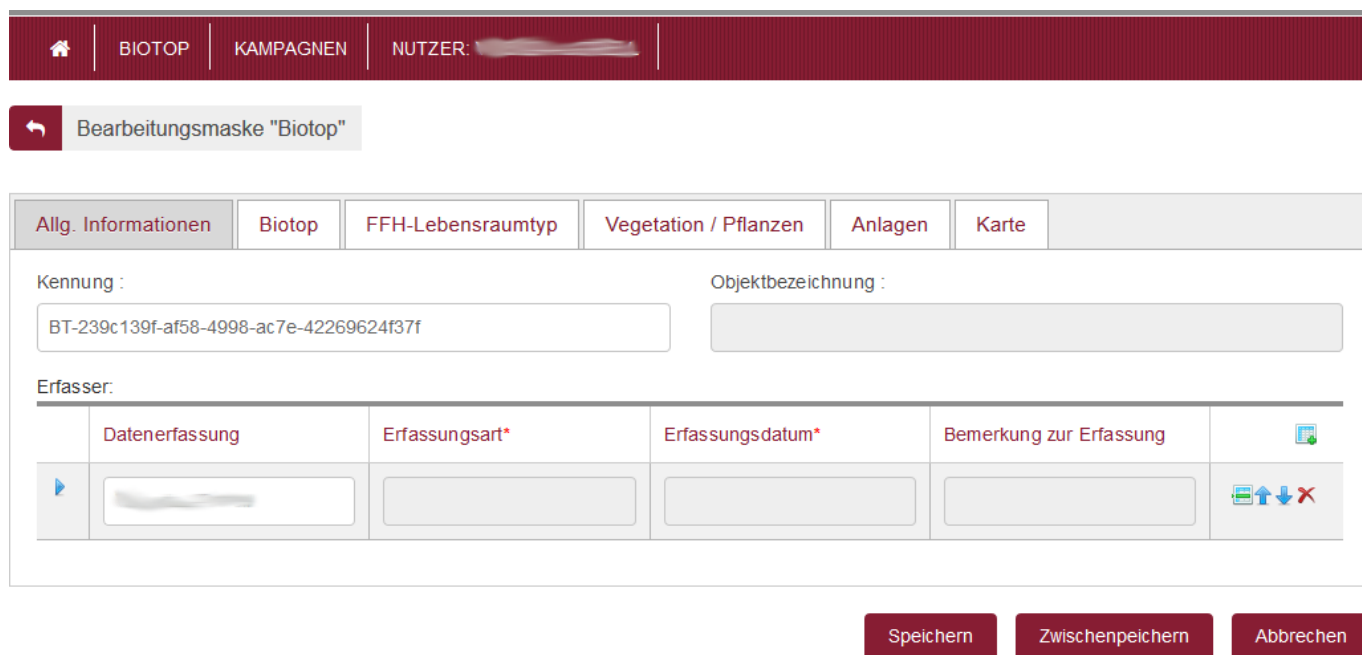 BIOTOP KAMPAGNEN NUTZER:
Bearbeitungsmaske "Biotop"
Allg. Informationen Biotop FFH-Lebensraumtyp Vegetation / Pflanzen Anlagen Karte
Kennung : Objektbezeichnung :
BT-239c139f-af58-4998-ac7e-42269624f37f
Erfasser:
Datenerfassung Erfassungsart* Erfassungsdatum* Bemerkung zur Erfassung
Speichern Zwischenpeichern Abbrechen